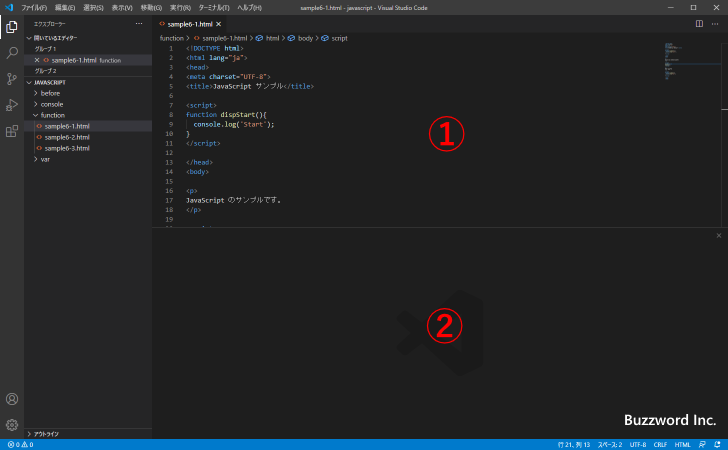 ファイル(F) 編集(E) 選択(S) 表示(V) 移動(G) 実行(R) ターミナル(T) ヘルプ(H) sample6-1.html - javascript - Visual Studio Code
エクスプローラー ...
開いているエディター
グループ 1
sample6-1.html function
グループ 2
JAVASCRIPT
before
console
function
sample6-1.html
sample6-2.html
sample6-3.html
var
アウトライン
sample6-1.html
function > sample6-1.html > html > body > script
1 <!DOCTYPE html>
2 <html lang="ja">
3 <head>
4 <meta charset="UTF-8">
5 <title>JavaScript サンプル</title>
6
7 <script>
8 function dispStart(){
9 console.log('Start');
10 }
11 </script>
12
13 </head>
14 <body>
15
16 <p>
17 JavaScript のサンプルです。
18 </p>
19
①
②
Buzzword Inc.
0 0 行 21、列 13 スペース: 2 UTF-8 CRLF HTML